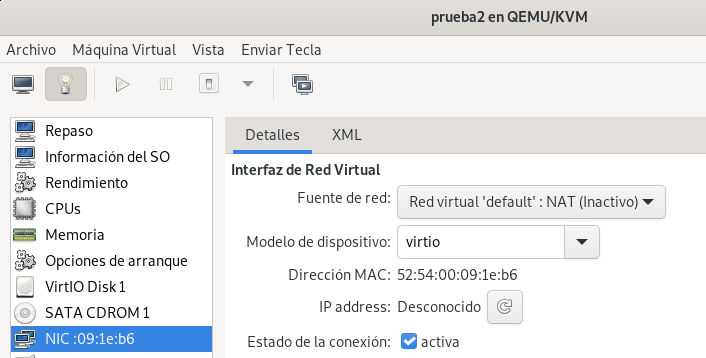 prueba2 en QEMU/KVM
Archivo Máquina Virtual Vista Enviar Tecla
Repaso
Información del SO
Rendimiento
CPUs
Memoria
Opciones de arranque
VirtIO Disk 1
SATA CDROM 1
NIC :09:1e:b6
Detalles XML
Interfaz de Red Virtual
Fuente de red: Red virtual 'default' : NAT (Inactivo)
Modelo de dispositivo: virtio
Dirección MAC: 52:54:00:09:1e:b6
IP address: Desconocido
Estado de la conexión: activa